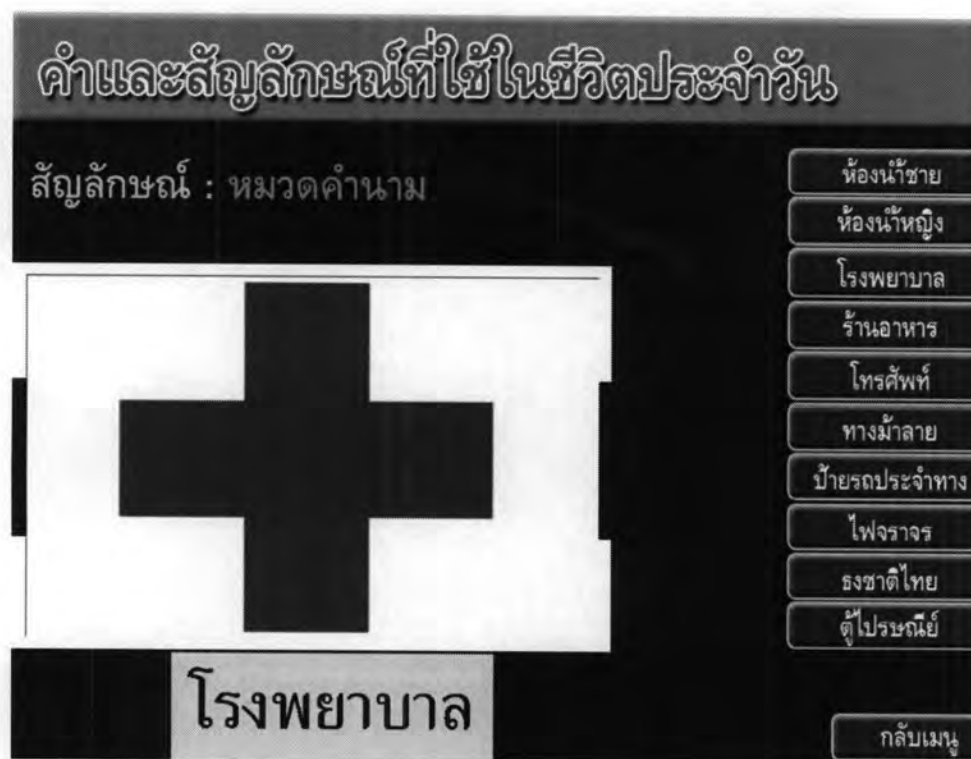 คำและสัญลักษณ์ที่ใช้ในชีวิตประจำวัน
สัญลักษณ์ : หมวดคำนาม
ห้องน้ำชาย
ห้องน้ำหญิง
โรงพยาบาล
ร้านอาหาร
โทรศัพท์
ทางม้าลาย
ป้ายรถประจำทาง
ไฟจราจร
ธงชาติไทย
ตู้ไปรษณีย์
โรงพยาบาล
กลับเมนู